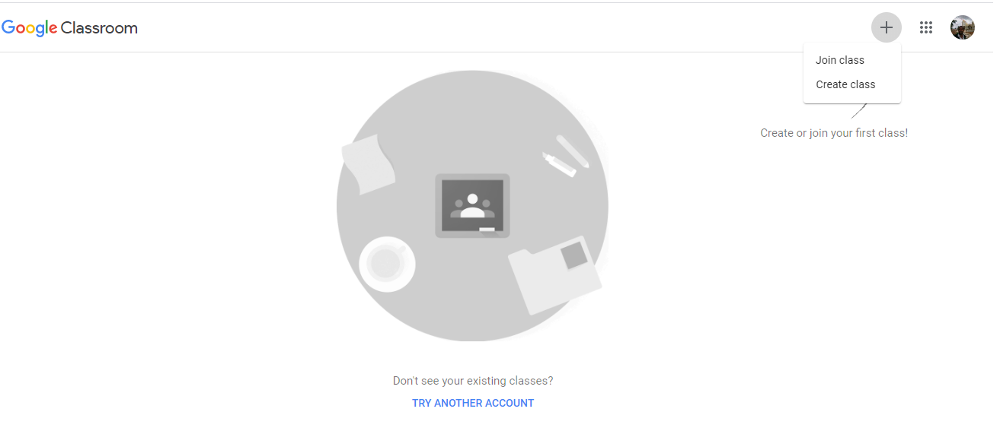 Google Classroom
Join class
Create class
Create or join your first class!
Don't see your existing classes?
TRY ANOTHER ACCOUNT